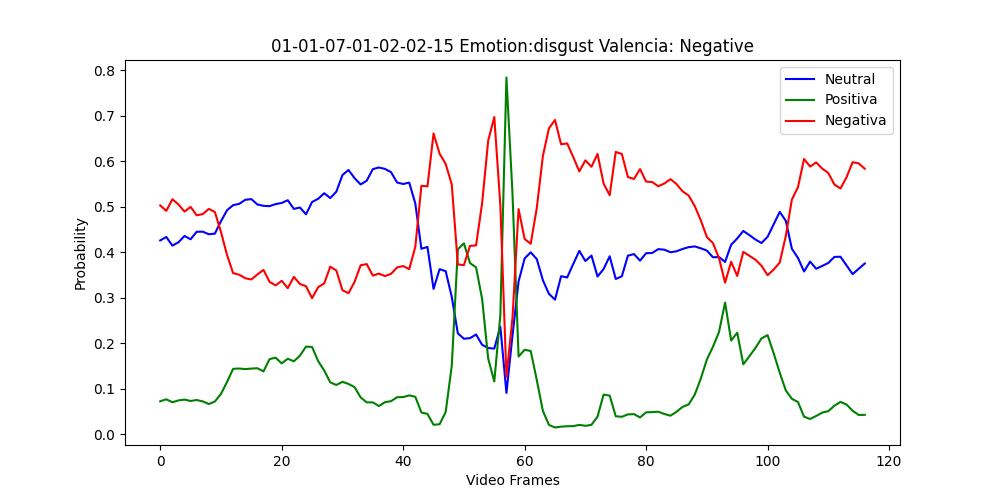 01-01-07-01-02-02-15 Emotion:disgust Valencia: Negative
Neutral
Positiva
Negativa
Probability
0.8
0.7
0.6
0.5
0.4
0.3
0.2
0.1
0.0
0 20 40 60 80 100 120
Video Frames